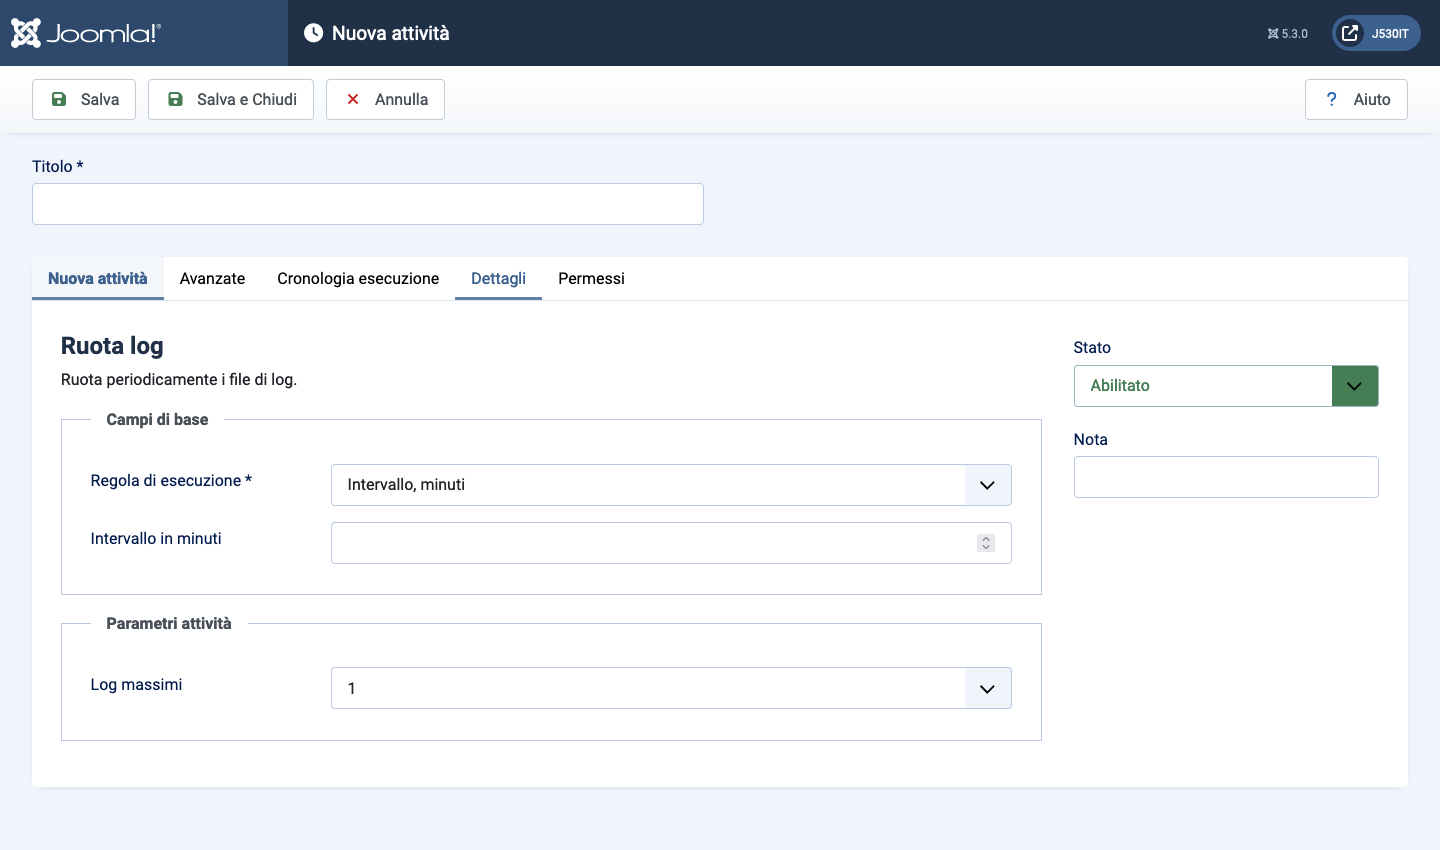 Joomla!®
Nuova attività
5.3.0
J530IT
Salva
Salva e Chiudi
Annulla
? Aiuto
Titolo *
Nuova attività
Avanzate
Cronologia esecuzione
Dettagli
Permessi
Ruota log
Ruota periodicamente i file di log.
Campi di base
Regola di esecuzione *
Intervallo, minuti
Intervallo in minuti
Parametri attività
Log massimi
1
Stato
Abilitato
Nota